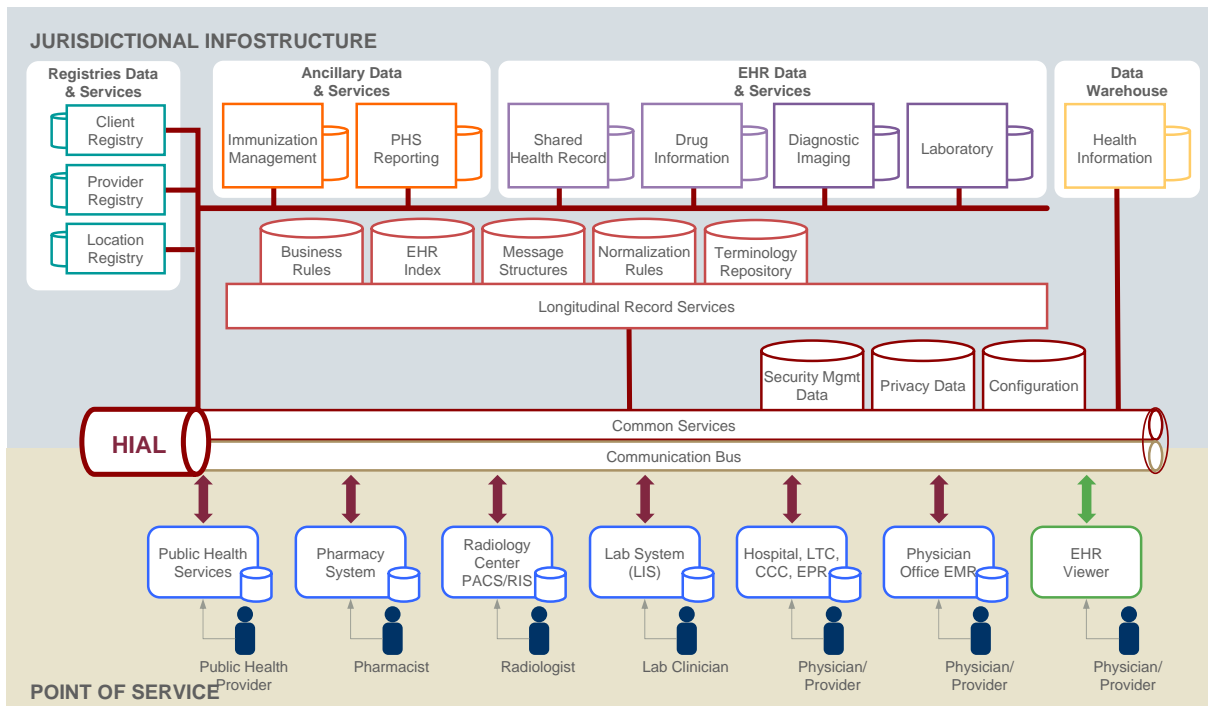 JURISDICTIONAL INFOSTRUCTURE
Registries Data
& Services
Client
Registry
Provider
Registry
Location
Registry
Ancillary Data
& Services
Immunization
Management
PHS
Reporting
EHR Data
& Services
Shared
Health Record
Drug
Information
Diagnostic
Imaging
Laboratory
Data
Warehouse
Health
Information
Business
Rules
EHR
Index
Message
Structures
Normalization
Rules
Terminology
Repository
Longitudinal Record Services
Security Mgmt
Data
Privacy Data
Configuration
HIAL
Common Services
Communication Bus
Public Health
Services
Pharmacy
System
Radiology
Center
PACS/RIS
Lab System
(LIS)
Hospital, LTC,
CCC, EPR
Physician
Office EMR
EHR
Viewer
Public Health
Provider
Pharmacist
Radiologist
Lab Clinician
Physician/
Provider
Physician/
Provider
Physician/
Provider
POINT OF SERVICE